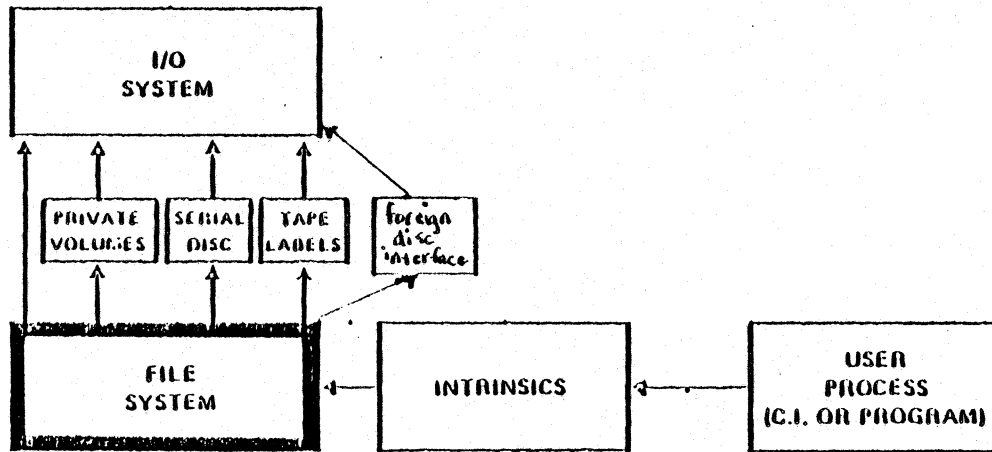 I/O
SYSTEM
PRIVATE
VOLUMES
SERIAL
DISC
TAPE
LABELS
foreign
disc
interface
FILE
SYSTEM
INTRINSICS
USER
PROCESS
(C.I. OR PROGRAM)